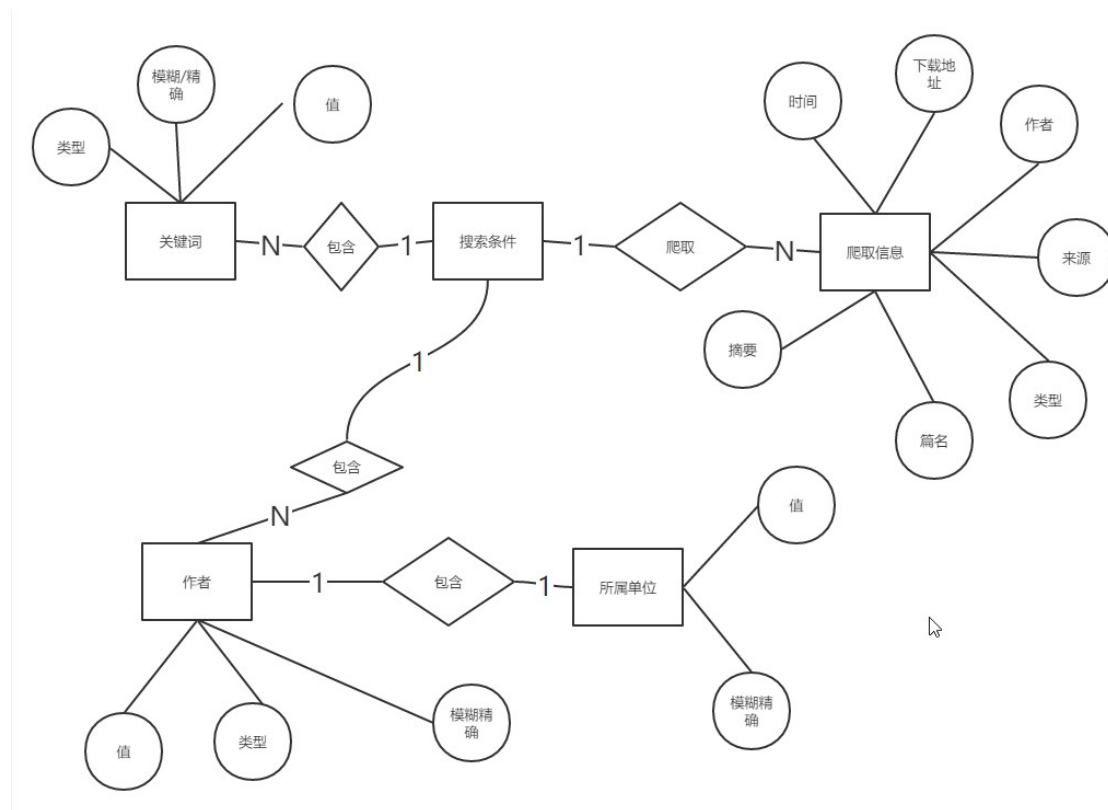 模糊/精
确
值
类型
时间
下载地
址
作者
关键词
N
包含
1
搜索条件
1
爬取
N
爬取信息
来源
摘要
类型
篇名
1
包含
N
值
作者
1
包含
1
所属单位
值
类型
模糊精
确
模糊精
确